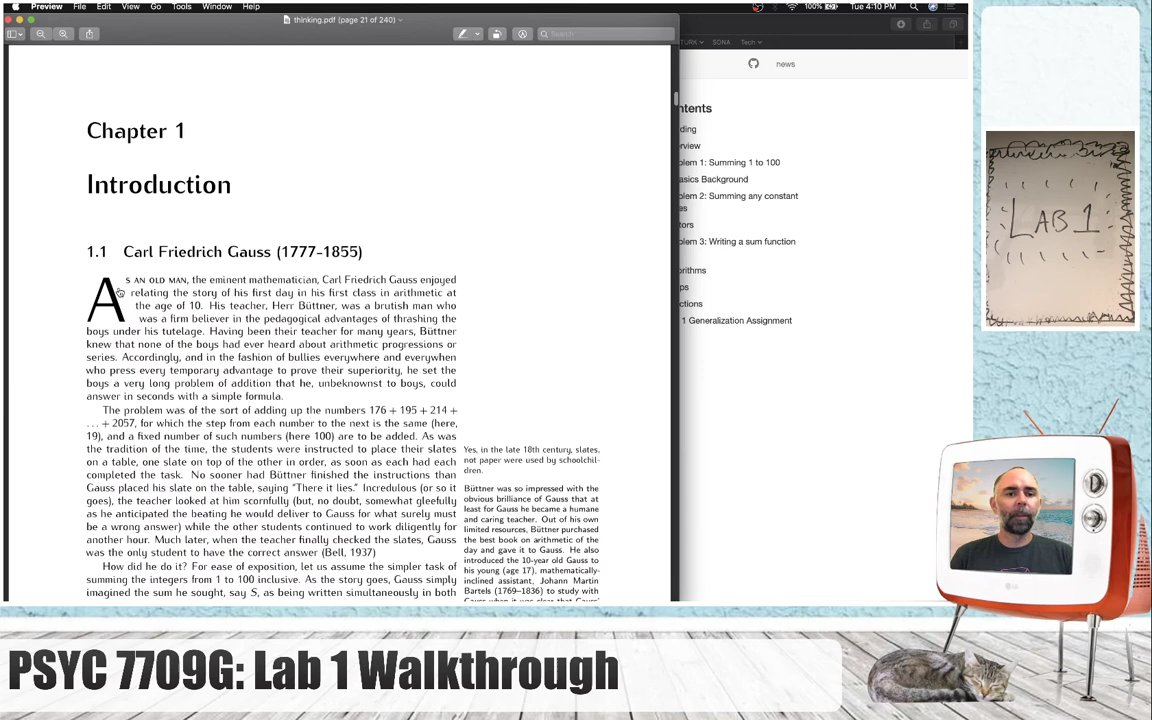 Preview File Edit View Go Tools Window Help
100% Tue 4:10 PM
thinking.pdf (page 21 of 240)
Search
TURK SONA Tech
news
Chapter 1
Introduction
1.1 Carl Friedrich Gauss (1777–1855)
AS AN OLD MAN, the eminent mathematician, Carl Friedrich Gauss enjoyed
relating the story of his first day in his first class in arithmetic at
the age of 10. His teacher, Herr Büttner, was a brutish man who
was a firm believer in the pedagogical advantages of thrashing the
boys under his tutelage. Having been their teacher for many years, Büttner
knew that none of the boys had ever heard about arithmetic progressions or
series. Accordingly, and in the fashion of bullies everywhere and everywhen
who press every temporary advantage to prove their superiority, he set the
boys a very long problem of addition that he, unbeknownst to boys, could
answer in seconds with a simple formula.
The problem was of the sort of adding up the numbers 176 + 195 + 214 +
... + 2057, for which the step from each number to the next is the same (here,
19), and a fixed number of such numbers (here 100) are to be added. As was
the tradition of the time, the students were instructed to place their slates
on a table, one slate on top of the other in order, as soon as each had each
completed the task. No sooner had Büttner finished the instructions than
Gauss placed his slate on the table, saying "There it lies." Incredulous (or so it
goes), the teacher looked at him scornfully (but, no doubt, somewhat gleefully
as he anticipated the beating he would deliver to Gauss for what surely must
be a wrong answer) while the other students continued to work diligently for
another hour. Much later, when the teacher finally checked the slates, Gauss
was the only student to have the correct answer (Bell, 1937)
How did he do it? For ease of exposition, let us assume the simpler task of
summing the integers from 1 to 100 inclusive. As the story goes, Gauss simply
imagined the sum he sought, say S, as being written simultaneously in both
Yes, in the late 18th century, slates,
not paper were used by schoolchil-
dren.
Büttner was so impressed with the
obvious brilliance of Gauss that at
least for Gauss he became a humane
and caring teacher. Out of his own
limited resources, Büttner purchased
the best book on arithmetic of the
day and gave it to Gauss. He also
introduced the 10-year old Gauss to
his young (age 17), mathematically-
inclined assistant, Johann Martin
Bartels (1769–1836) to study with
Gauss when it was clear that Gauss'
ntents
ding
rview
blem 1: Summing 1 to 100
asics Background
blem 2: Summing any constant
es
tors
blem 3: Writing a sum function
orithms
ps
ctions
1 Generalization Assignment
LAB 1
LG
PSYC 7709G: Lab 1 Walkthrough